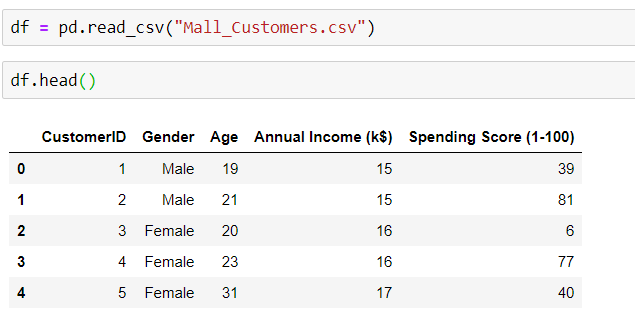 df = pd.read_csv("Mall_Customers.csv")
df.head()
CustomerID Gender Age Annual Income (k$) Spending Score (1-100)
0 1 Male 19 15 39
1 2 Male 21 15 81
2 3 Female 20 16 6
3 4 Female 23 16 77
4 5 Female 31 17 40